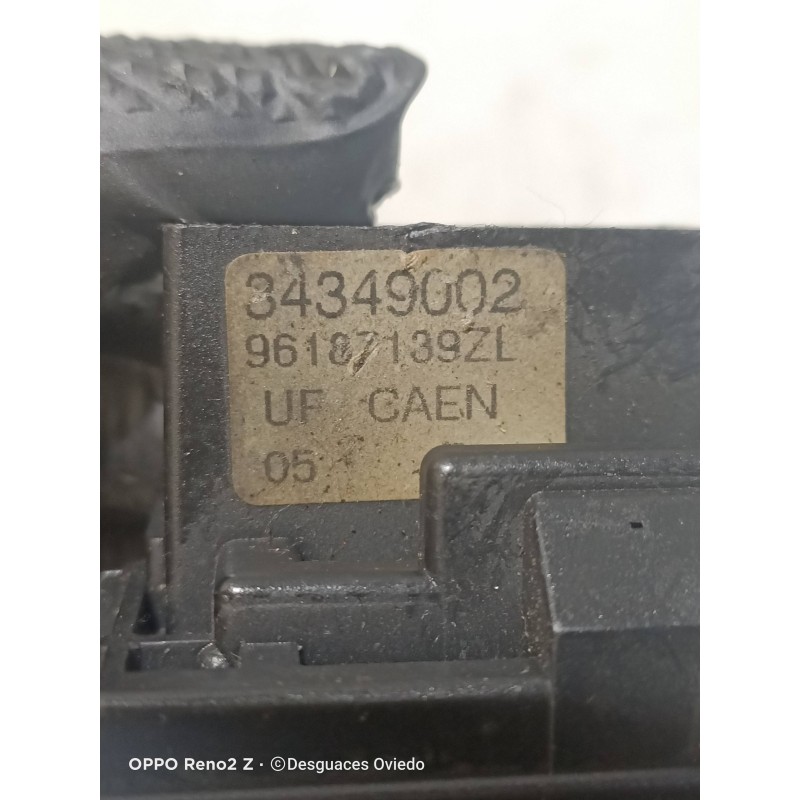 34349002
96187139ZL
UF CAEN
05
OPPO Reno2 Z · ©Desguaces Oviedo